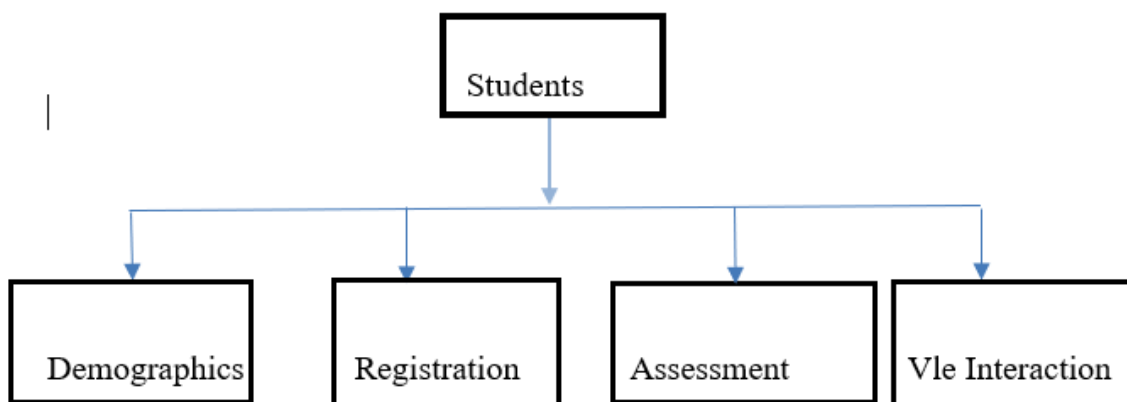 Students
Demographics
Registration
Assessment
Vle Interaction